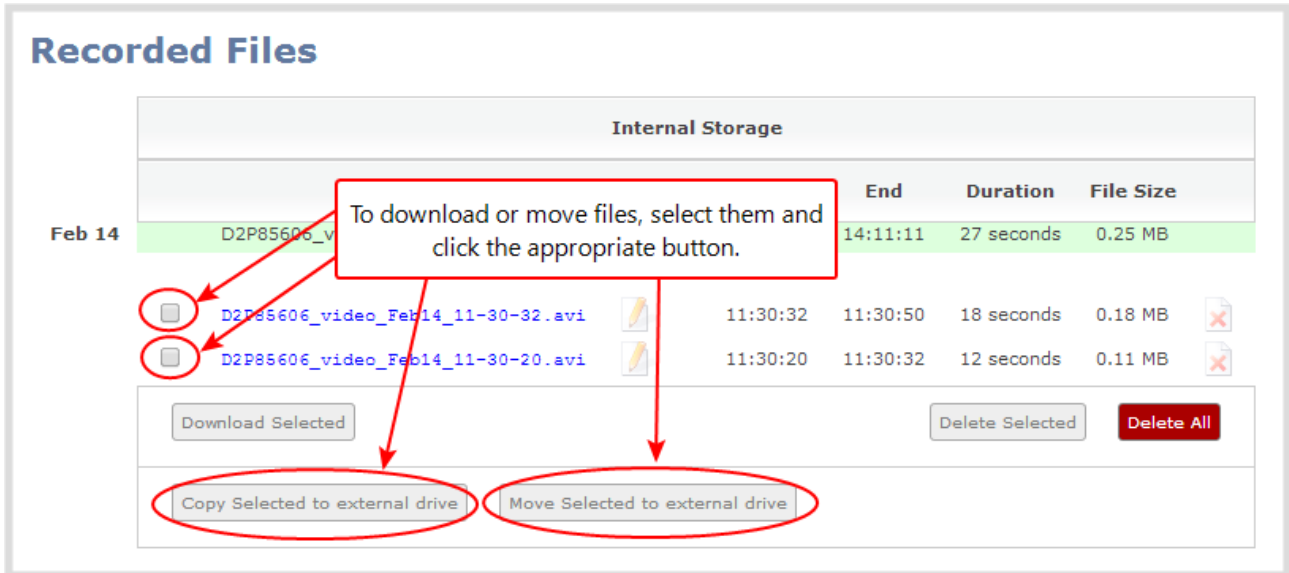 Recorded Files
Internal Storage
End Duration File Size
To download or move files, select them and
click the appropriate button.
Feb 14 D2P85606_v 14:11:11 27 seconds 0.25 MB
D2P85606_video_Feb14_11-30-32.avi 11:30:32 11:30:50 18 seconds 0.18 MB
D2P85606_video_Feb14_11-30-20.avi 11:30:20 11:30:32 12 seconds 0.11 MB
Download Selected Delete Selected Delete All
Copy Selected to external drive Move Selected to external drive